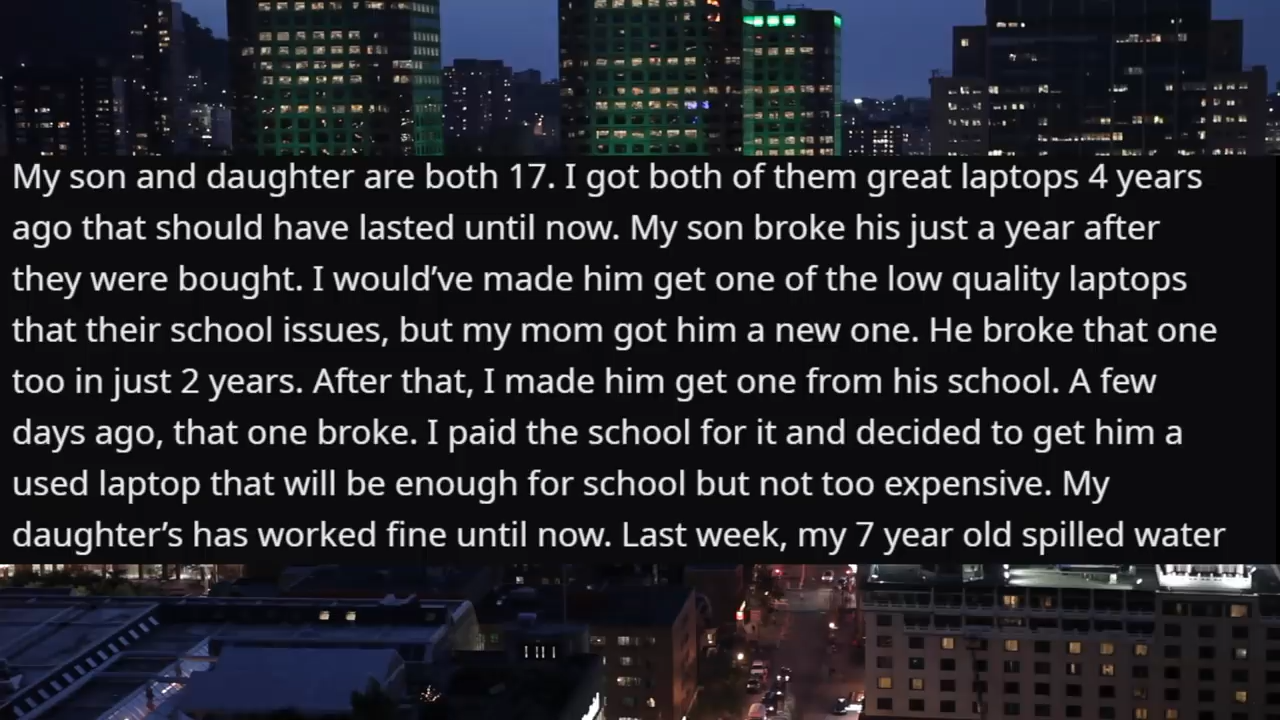 My son and daughter are both 17. I got both of them great laptops 4 years
ago that should have lasted until now. My son broke his just a year after
they were bought. I would’ve made him get one of the low quality laptops
that their school issues, but my mom got him a new one. He broke that one
too in just 2 years. After that, I made him get one from his school. A few
days ago, that one broke. I paid the school for it and decided to get him a
used laptop that will be enough for school but not too expensive. My
daughter’s has worked fine until now. Last week, my 7 year old spilled water